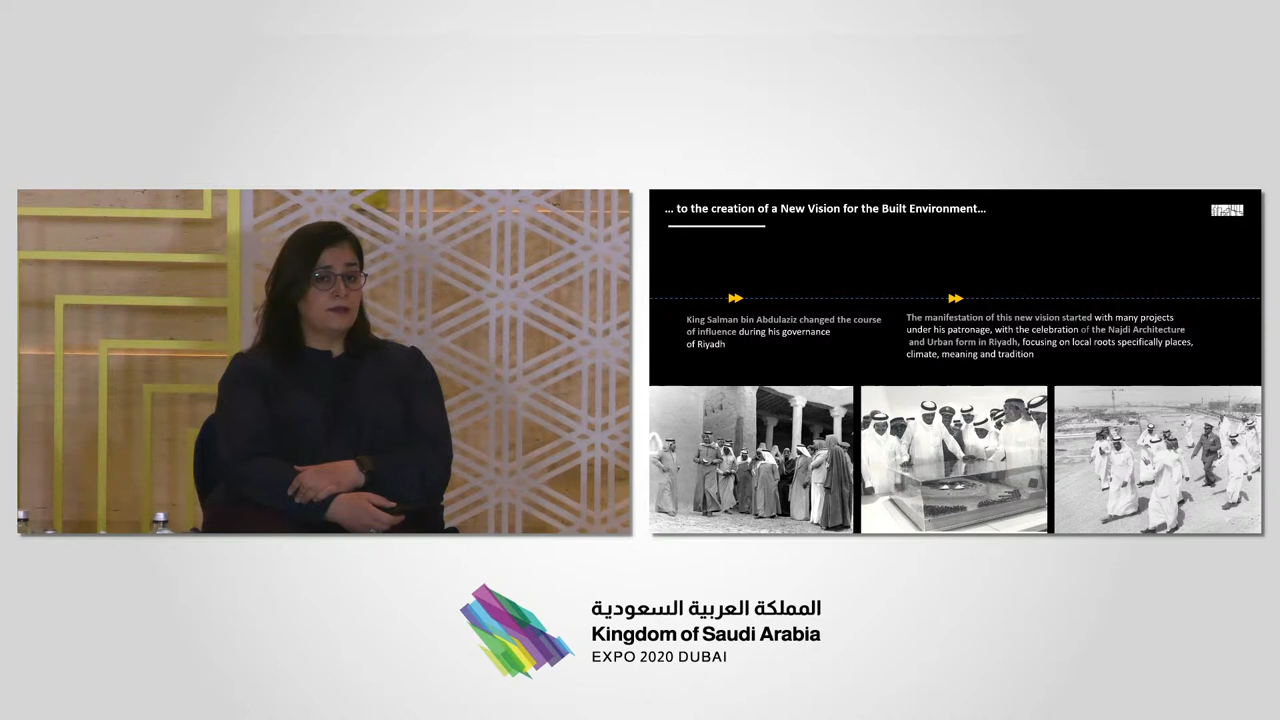 ... to the creation of a New Vision for the Built Environment...
King Salman bin Abdulaziz changed the course
of influence during his governance
of Riyadh
The manifestation of this new vision started with many projects
under his patronage, with the celebration of the Najdi Architecture
and Urban form in Riyadh, focusing on local roots specifically places,
climate, meaning and tradition
المملكة العربية السعودية
Kingdom of Saudi Arabia
EXPO 2020 DUBAI